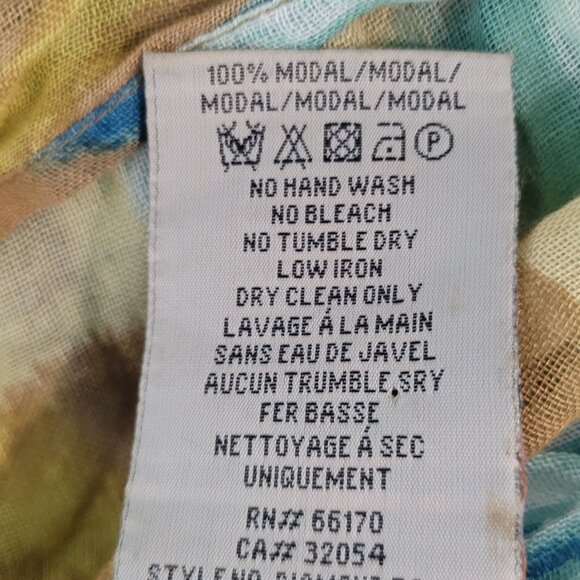 100% MODAL/MODAL/
MODAL/MODAL/MODAL
P
NO HAND WASH
NO BLEACH
NO TUMBLE DRY
LOW IRON
DRY CLEAN ONLY
LAVAGE Á LA MAIN
SANS EAU DE JAVEL
AUCUN TRUMBLE SRY
FER BASSE
NETTOYAGE Á SEC
UNIQUEMENT
RN# 66170
CA# 32054